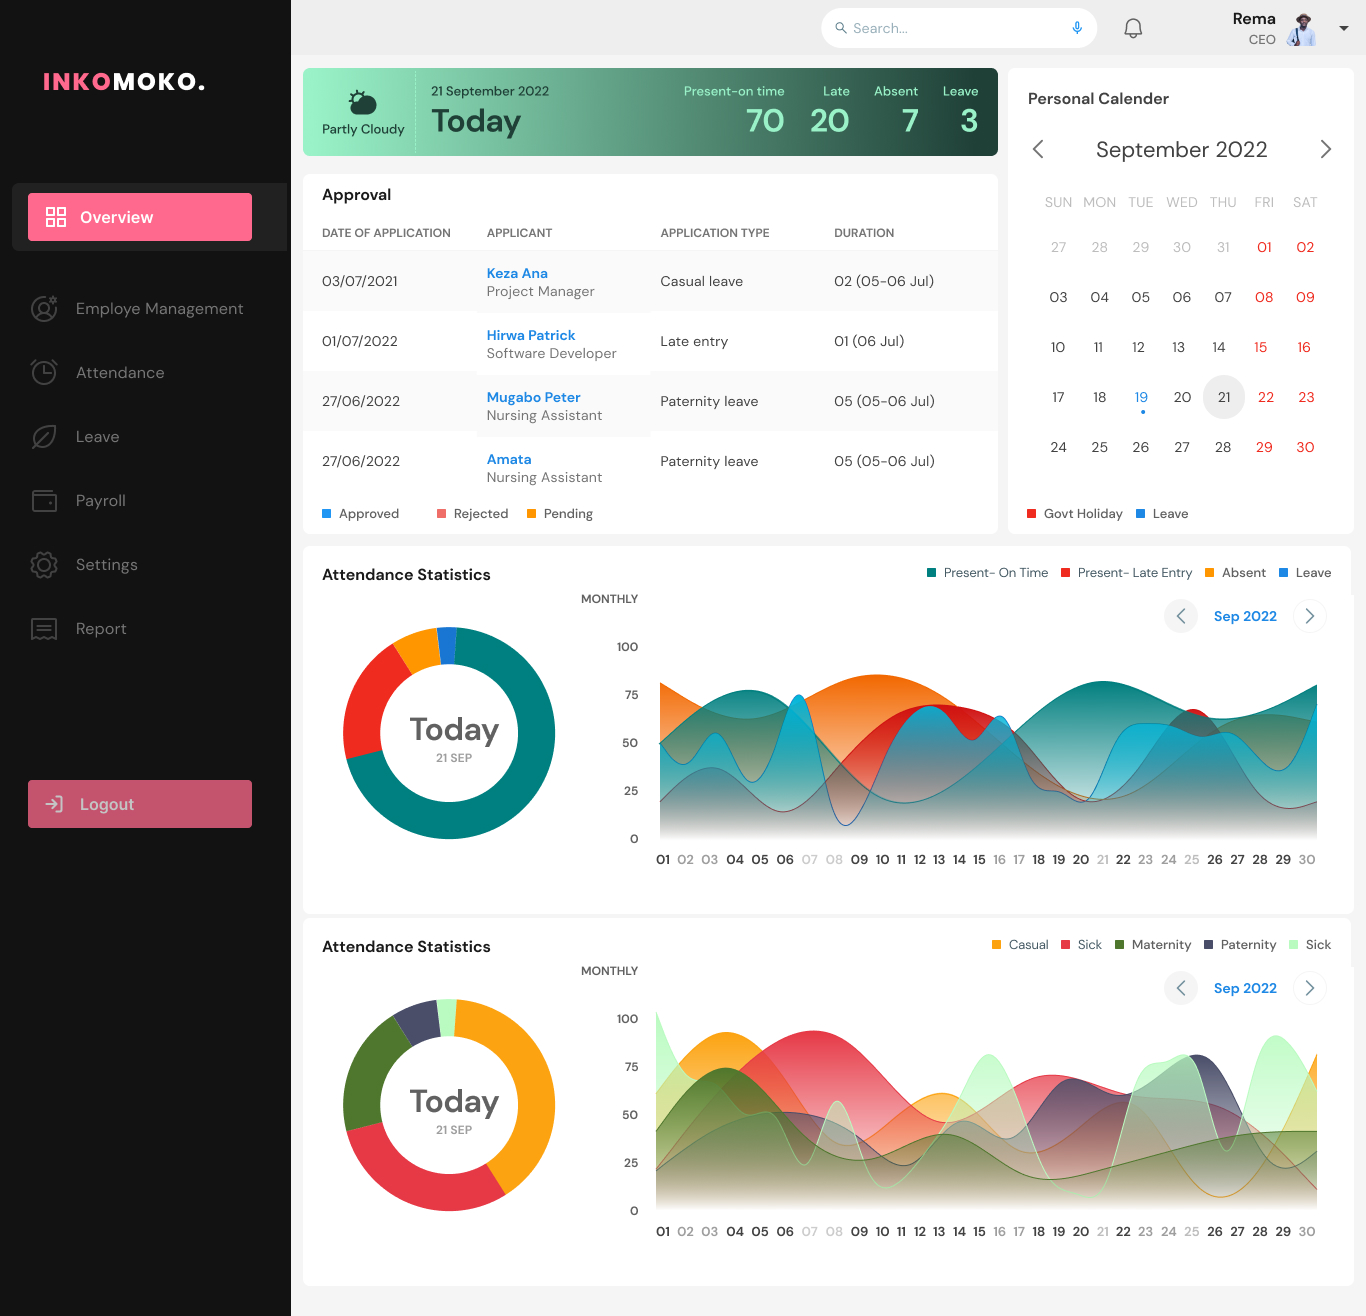 INKOMOKO.
Search...
Rema
CEO
Overview
Employe Management
Attendance
Leave
Payroll
Settings
Report
Logout
Partly Cloudy
21 September 2022
Today
Present-on time Late Absent Leave
70 20 7 3
Approval
DATE OF APPLICATION APPLICANT APPLICATION TYPE DURATION
03/07/2021 Keza Ana Casual leave 02 (05-06 Jul)
Project Manager
01/07/2022 Hirwa Patrick Late entry 01 (06 Jul)
Software Developer
27/06/2022 Mugabo Peter Paternity leave 05 (05-06 Jul)
Nursing Assistant
27/06/2022 Amata Paternity leave 05 (05-06 Jul)
Nursing Assistant
Approved Rejected Pending
Personal Calender
September 2022
SUN MON TUE WED THU FRI SAT
27 28 29 30 31 01 02
03 04 05 06 07 08 09
10 11 12 13 14 15 16
17 18 19 20 21 22 23
24 25 26 27 28 29 30
Govt Holiday Leave
Attendance Statistics
Present- On Time Present- Late Entry Absent Leave
MONTHLY
Sep 2022
Today
21 SEP
100
75
50
25
0
01 02 03 04 05 06 07 08 09 10 11 12 13 14 15 16 17 18 19 20 21 22 23 24 25 26 27 28 29 30
Attendance Statistics
Casual Sick Maternity Paternity Sick
MONTHLY
Sep 2022
Today
21 SEP
100
75
50
25
0
01 02 03 04 05 06 07 08 09 10 11 12 13 14 15 16 17 18 19 20 21 22 23 24 25 26 27 28 29 30